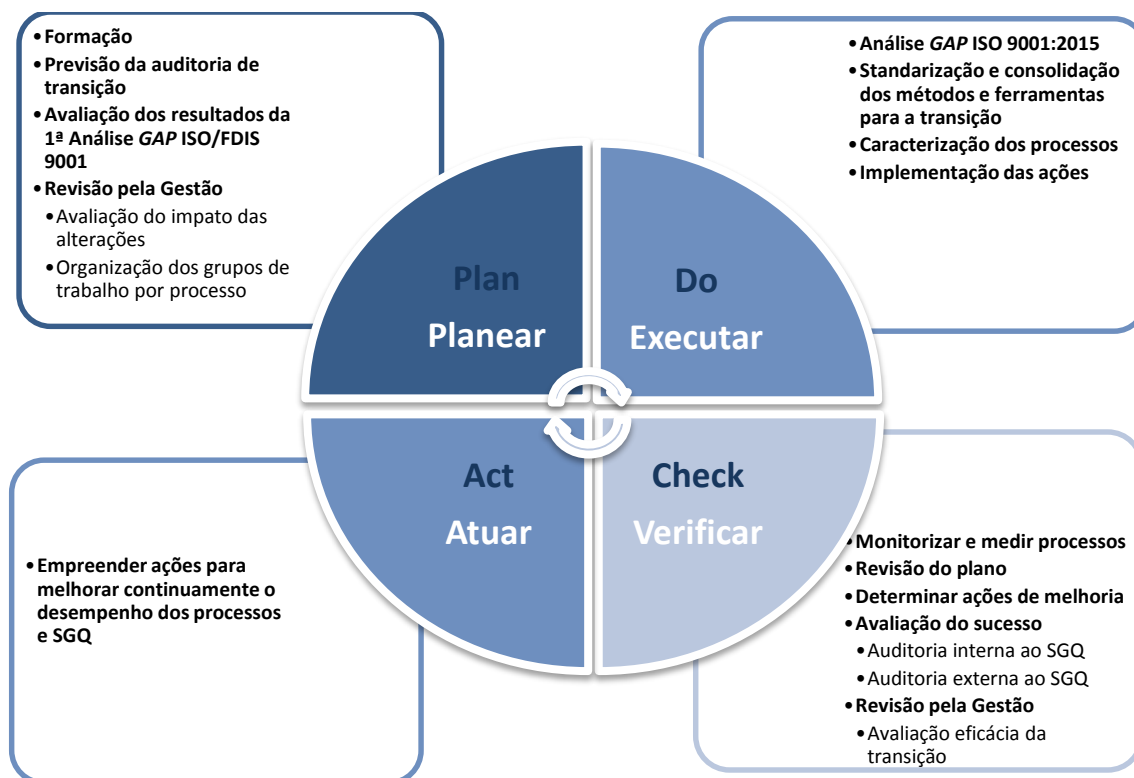 •Formação
•Previsão da auditoria de
transição
•Avaliação dos resultados da
1ª Análise GAP ISO/FDIS
9001
•Revisão pela Gestão
•Avaliação do impato das
alterações
•Organização dos grupos de
trabalho por processo
•Análise GAP ISO 9001:2015
•Standarização e consolidação
dos métodos e ferramentas
para a transição
•Caracterização dos processos
•Implementação das ações
Plan
Planear
Do
Executar
Act
Atuar
Check
Verificar
•Empreender ações para
melhorar continuamente o
desempenho dos processos
e SGQ
•Monitorizar e medir processos
•Revisão do plano
•Determinar ações de melhoria
•Avaliação do sucesso
•Auditoria interna ao SGQ
•Auditoria externa ao SGQ
•Revisão pela Gestão
•Avaliação eficácia da
transição